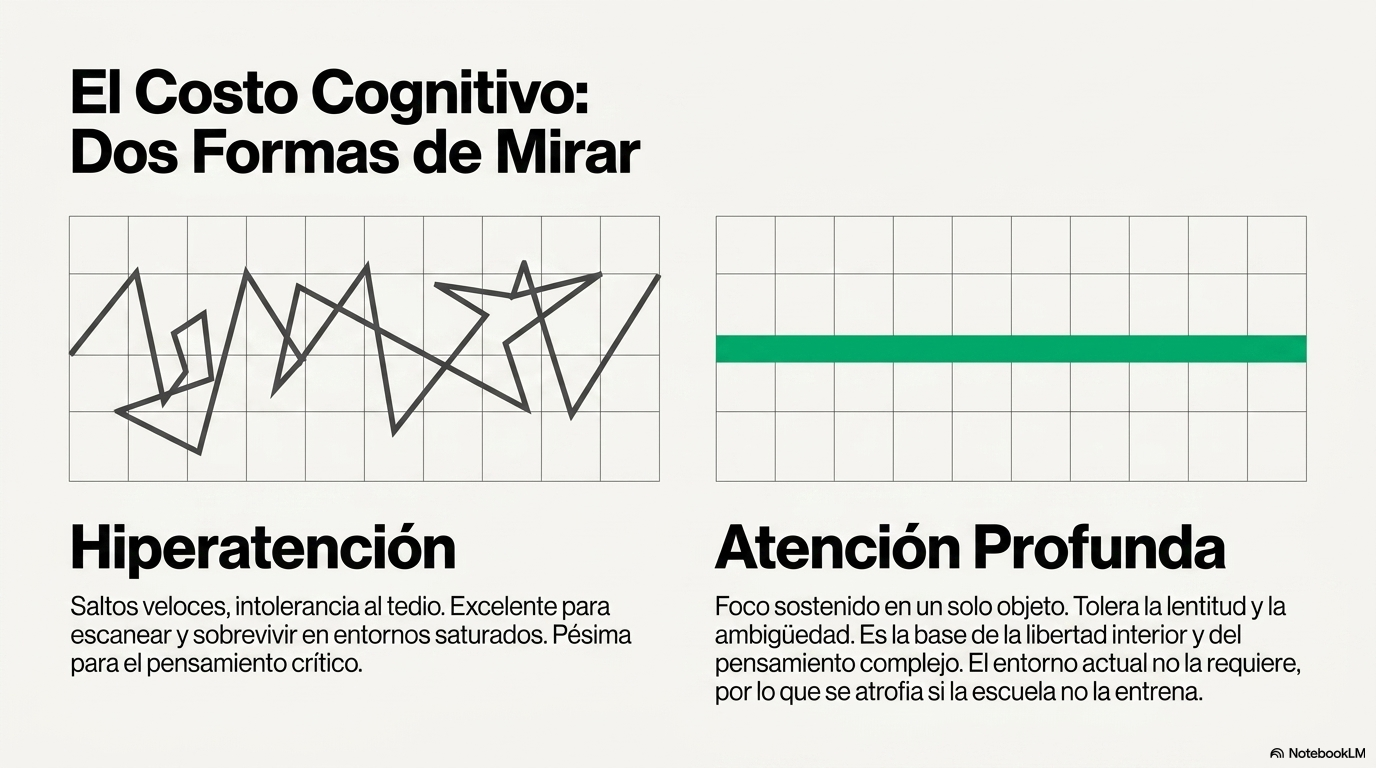 El Costo Cognitivo:
Dos Formas de Mirar
Hiperatención
Saltos veloces, intolerancia al tedio. Excelente para
escanear y sobrevivir en entornos saturados. Pésima
para el pensamiento crítico.
Atención Profunda
Foco sostenido en un solo objeto. Tolera la lentitud y la
ambigüedad. Es la base de la libertad interior y del
pensamiento complejo. El entorno actual no la requiere,
por lo que se atrofia si la escuela no la entrena.
NotebookLM